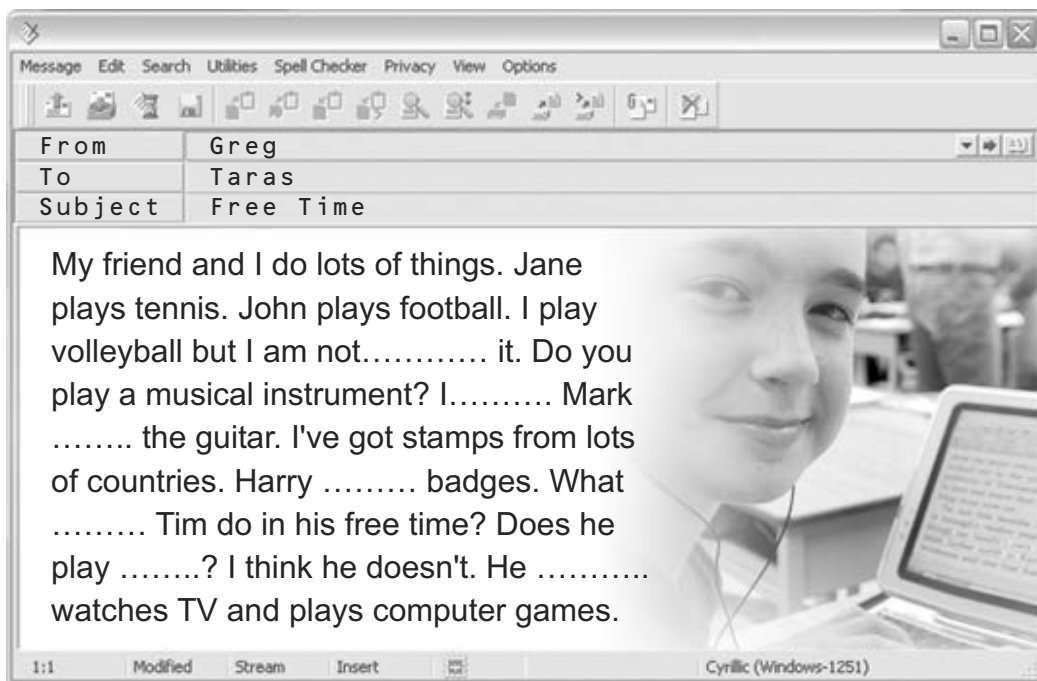 Message Edit Search Utilities Spell Checker Privacy View Options
From Greg
To Taras
Subject Free Time
My friend and I do lots of things. Jane
plays tennis. John plays football. I play
volleyball but I am not………… it. Do you
play a musical instrument? I………. Mark
…….. the guitar. I've got stamps from lots
of countries. Harry ……… badges. What
……… Tim do in his free time? Does he
play ……..? I think he doesn't. He ………..
watches TV and plays computer games.
1:1 Modified Stream Insert Cyrillic (Windows-1251)